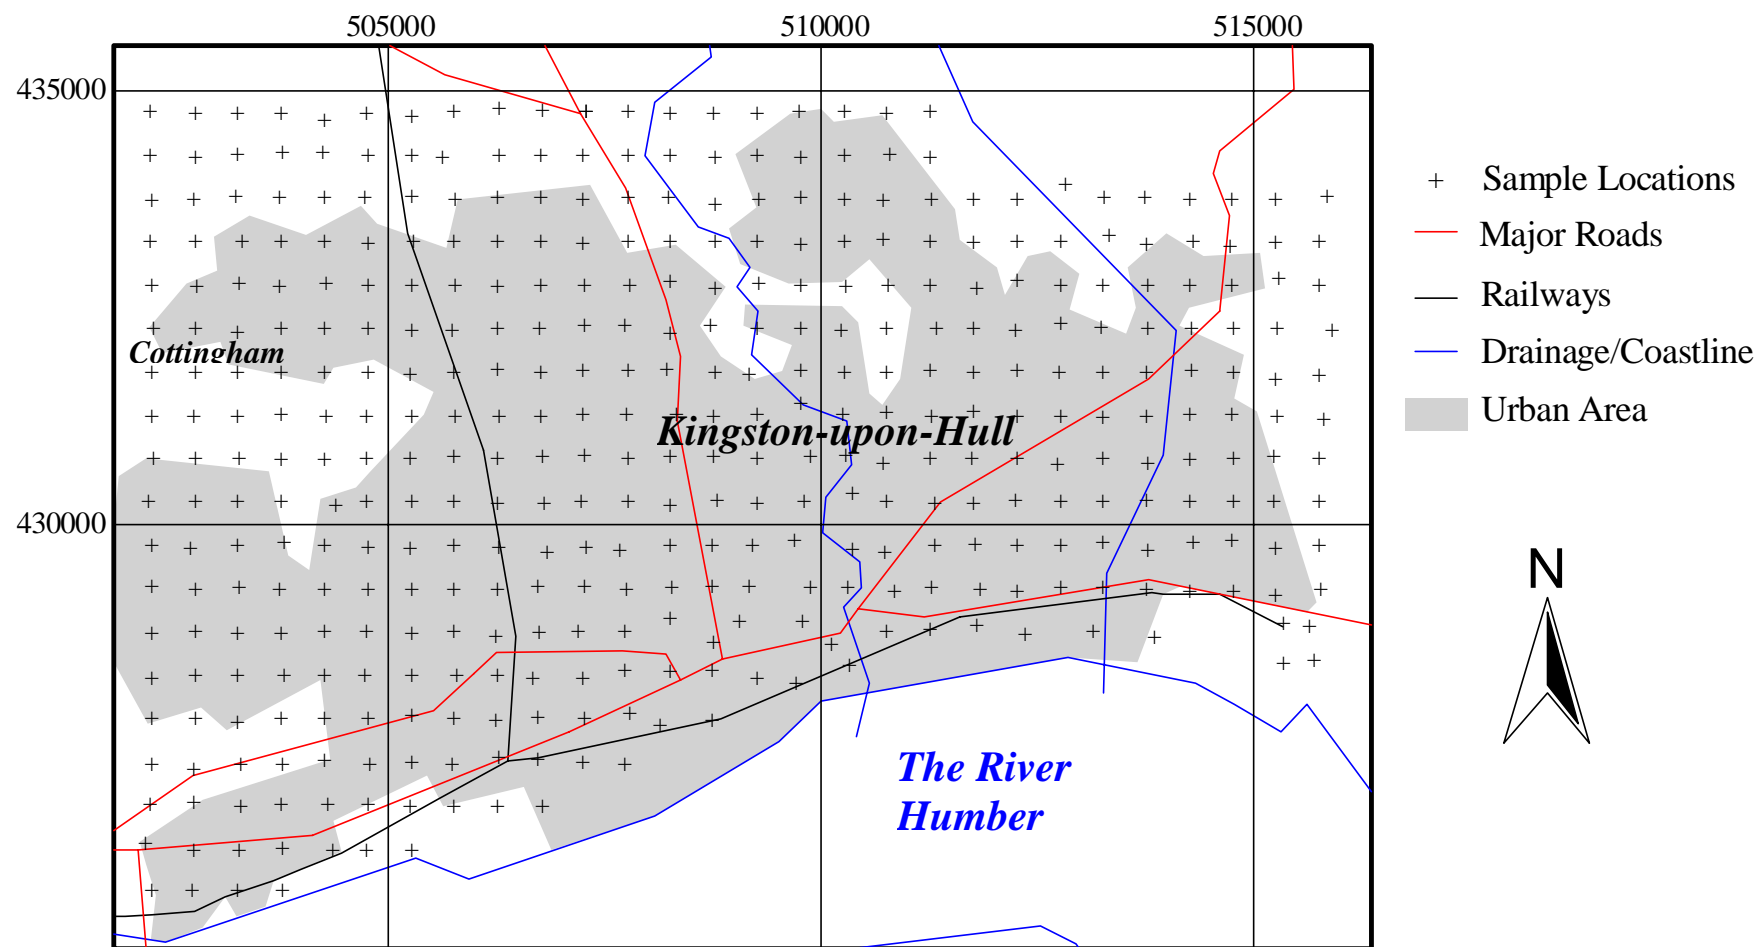 505000 510000 515000
435000
Sample Locations
Major Roads
Railways
Drainage/Coastline
Urban Area
Cottingham
Kingston-upon-Hull
430000
N
The River
Humber